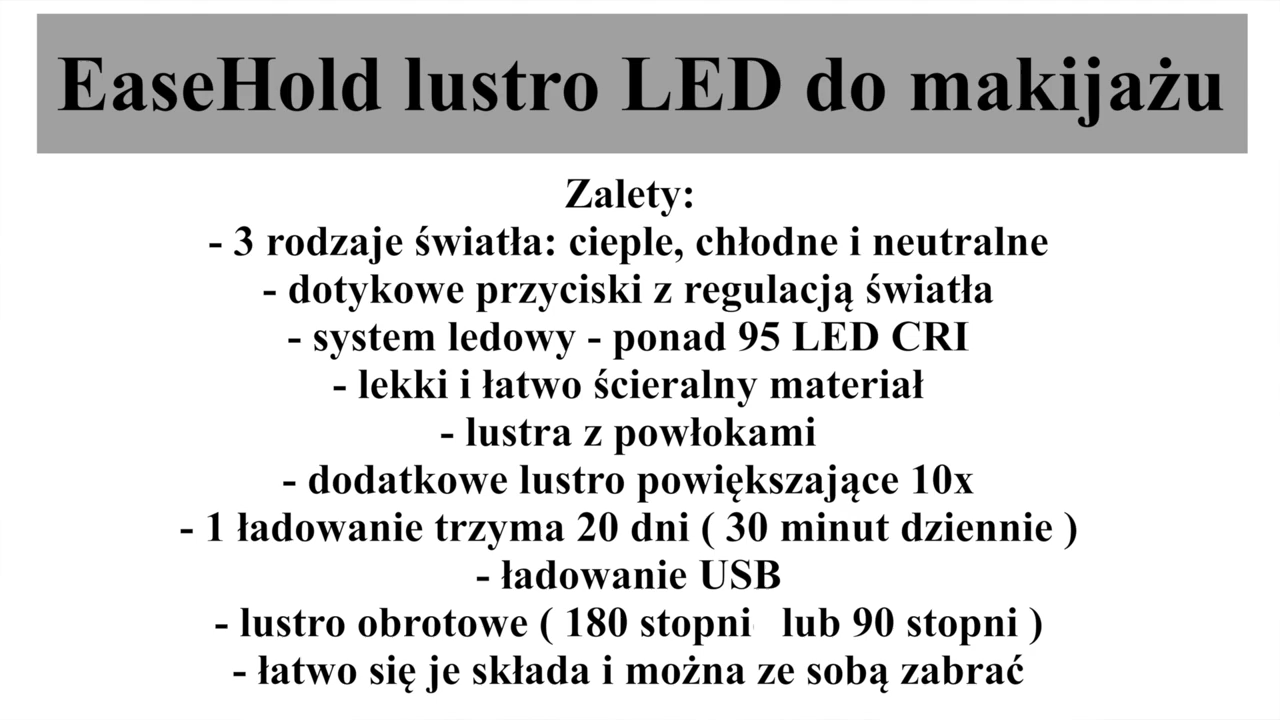 EaseHold lustro LED do makijażu
Zalety:
- 3 rodzaje światła: cieple, chłodne i neutralne
- dotykowe przyciski z regulacją światła
- system ledowy - ponad 95 LED CRI
- lekki i łatwo ścieralny materiał
- lustra z powłokami
- dodatkowe lustro powiększające 10x
- 1 ładowanie trzyma 20 dni ( 30 minut dziennie )
- ładowanie USB
- lustro obrotowe ( 180 stopni lub 90 stopni )
- łatwo się je składa i można ze sobą zabrać